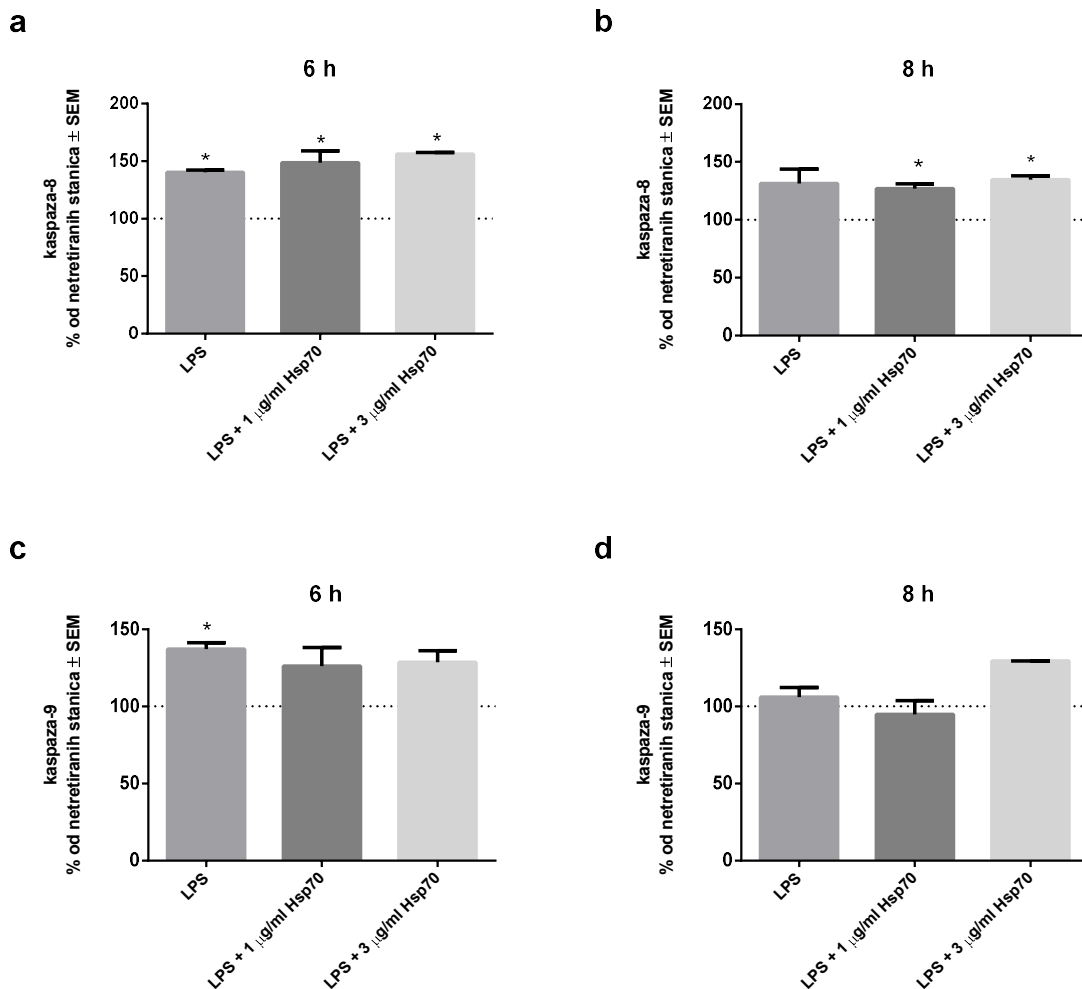 a
6 h
kaspaza-8
% od netretiranih stanica ± SEM
200
150
100
50
0
*
*
*
LPS
LPS + 1 µg/ml Hsp70
LPS + 3 µg/ml Hsp70
b
8 h
kaspaza-8
% od netretiranih stanica ± SEM
200
150
100
50
0
*
*
LPS
LPS + 1 µg/ml Hsp70
LPS + 3 µg/ml Hsp70
c
6 h
kaspaza-9
% od netretiranih stanica ± SEM
150
100
50
0
*
LPS
LPS + 1 µg/ml Hsp70
LPS + 3 µg/ml Hsp70
d
8 h
kaspaza-9
% od netretiranih stanica ± SEM
150
100
50
0
LPS
LPS + 1 µg/ml Hsp70
LPS + 3 µg/ml Hsp70